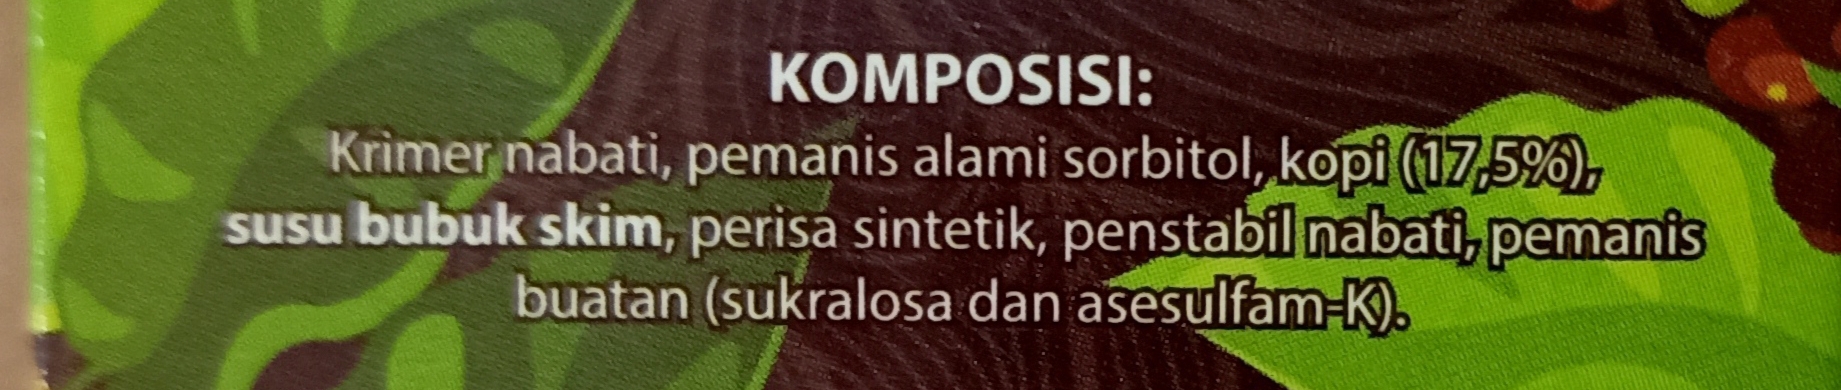 KOMPOSISI:
Krimer nabati, pemanis alami sorbitol, kopi (17,5%),
susu bubuk skim, perisa sintetik, penstabil nabati, pemanis
buatan (sukralosa dan asesulfam-K).